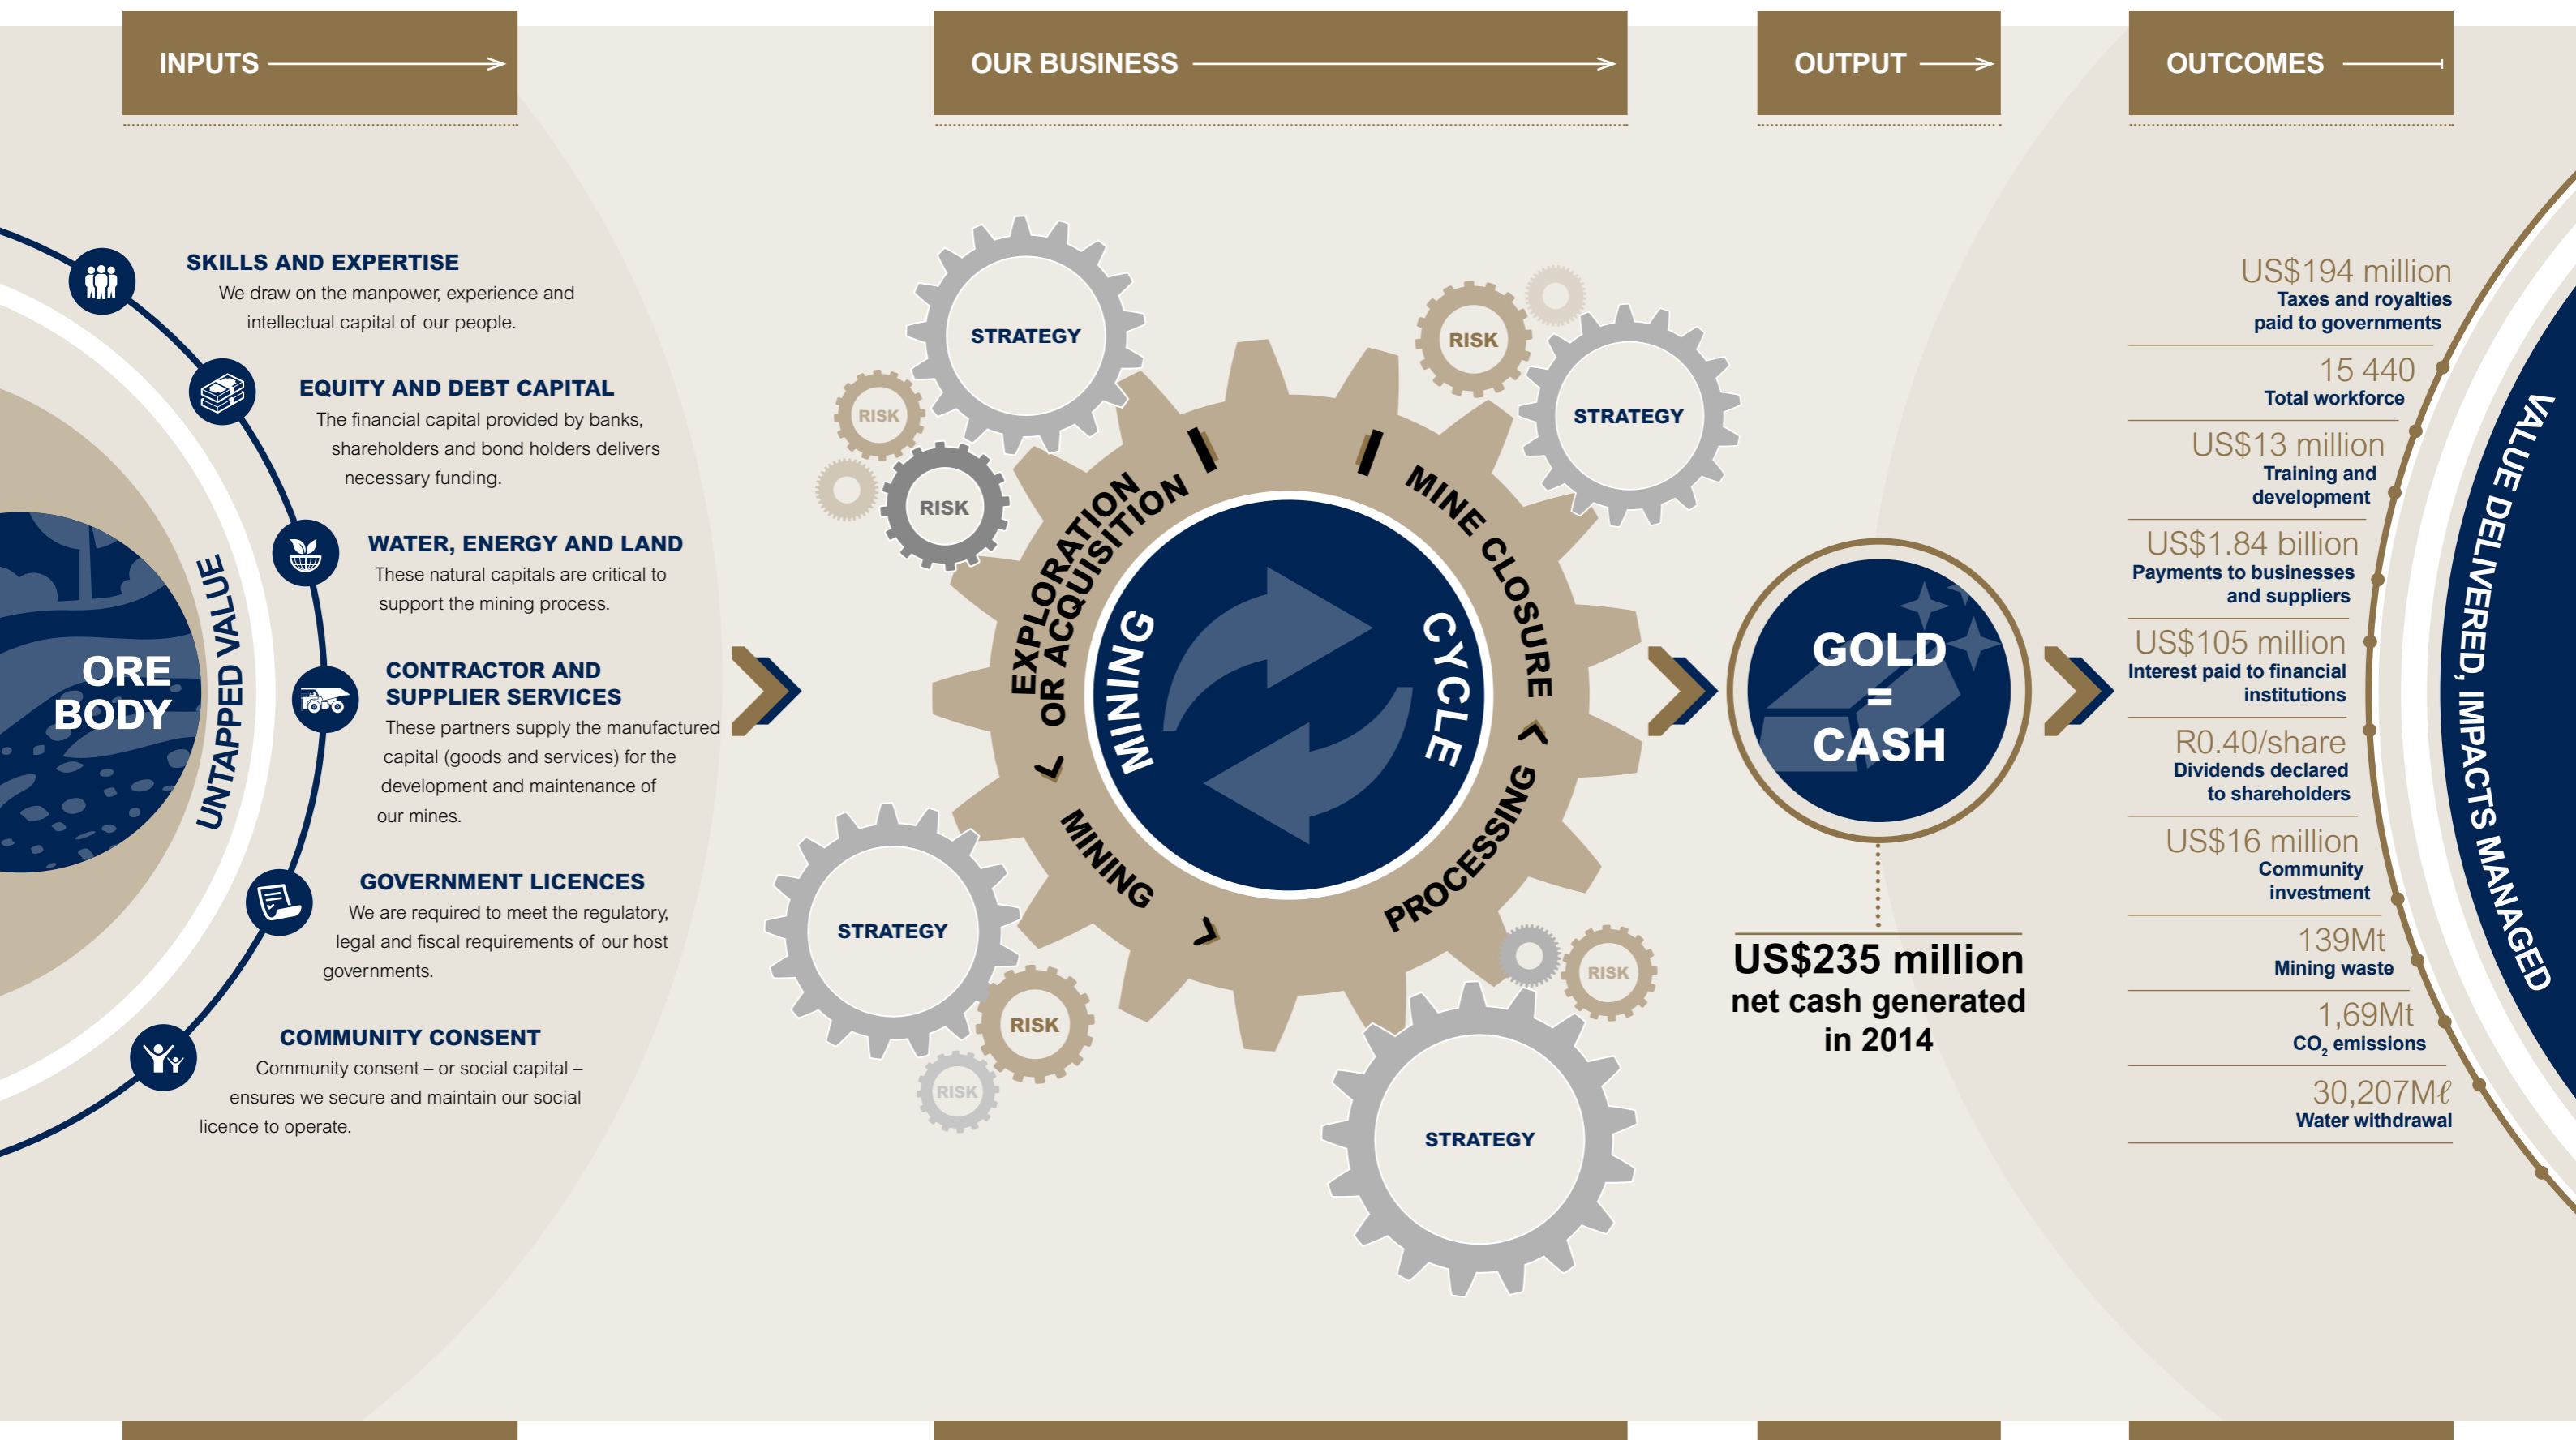 INPUTS
OUR BUSINESS
OUTPUT
OUTCOMES
ORE
BODY
UNTAPPED VALUE
SKILLS AND EXPERTISE
We draw on the manpower, experience and
intellectual capital of our people.
EQUITY AND DEBT CAPITAL
The financial capital provided by banks,
shareholders and bond holders delivers
necessary funding.
WATER, ENERGY AND LAND
These natural capitals are critical to
support the mining process.
CONTRACTOR AND
SUPPLIER SERVICES
These partners supply the manufactured
capital (goods and services) for the
development and maintenance of
our mines.
GOVERNMENT LICENCES
We are required to meet the regulatory,
legal and fiscal requirements of our host
governments.
COMMUNITY CONSENT
Community consent – or social capital –
ensures we secure and maintain our social
licence to operate.
STRATEGY
RISK
RISK
RISK
STRATEGY
EXPLORATION
OR ACQUISITION
MINE CLOSURE
MINING
CYCLE
MINING
PROCESSING
STRATEGY
RISK
RISK
RISK
STRATEGY
GOLD
=
CASH
US$235 million
net cash generated
in 2014
US$194 million
Taxes and royalties
paid to governments
15 440
Total workforce
US$13 million
Training and
development
US$1.84 billion
Payments to businesses
and suppliers
US$105 million
Interest paid to financial
institutions
R0.40/share
Dividends declared
to shareholders
US$16 million
Community
investment
139Mt
Mining waste
1,69Mt
CO₂ emissions
30,207Mℓ
Water withdrawal
VALUE DELIVERED, IMPACTS MANAGED